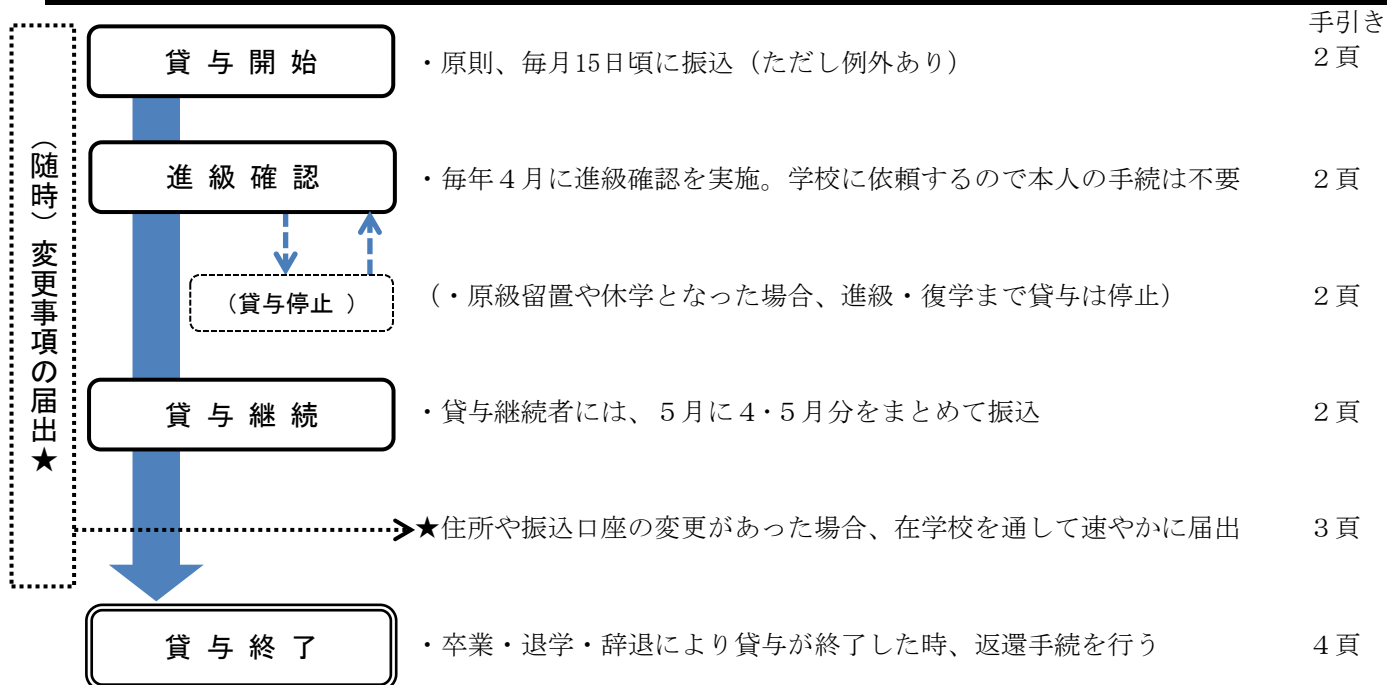 手引き
貸与開始
・原則、毎月15日頃に振込（ただし例外あり）
２頁
進級確認
・毎年４月に進級確認を実施。学校に依頼するので本人の手続は不要
２頁
（貸与停止 ）
（・原級留置や休学となった場合、進級・復学まで貸与は停止）
２頁
貸与継続
・貸与継続者には、５月に４・５月分をまとめて振込
２頁
（随時）変更事項の届出★
★住所や振込口座の変更があった場合、在学校を通して速やかに届出
３頁
貸与終了
・卒業・退学・辞退により貸与が終了した時、返還手続を行う
４頁